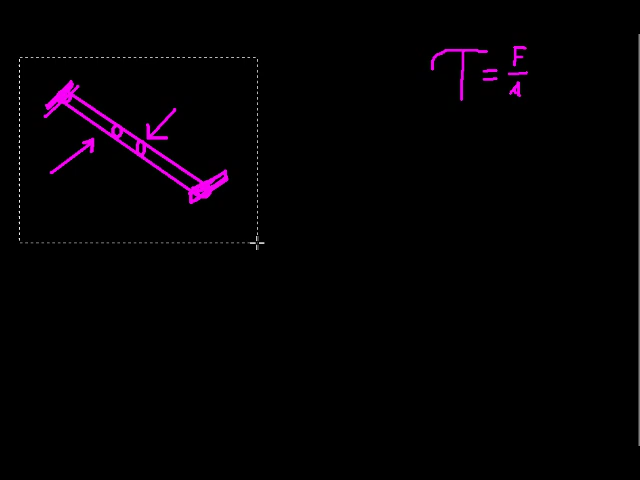 τ = F/A